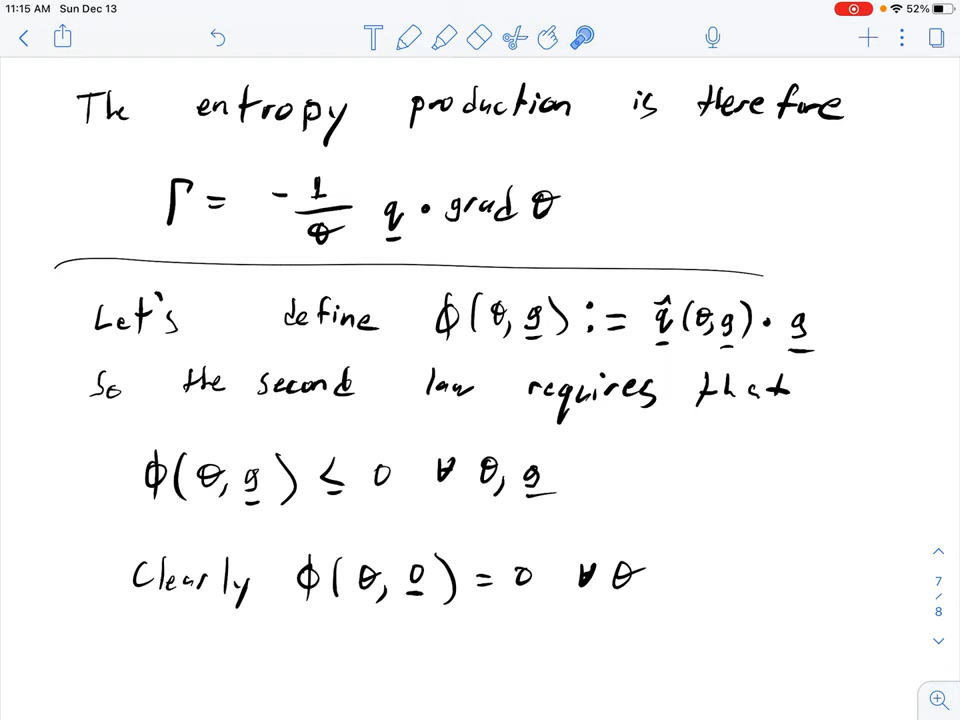 11:15 AM Sun Dec 13
52%
The entropy production is therefore
Γ = -1/θ q · grad θ
Let's define ϕ(θ, g) := q̂(θ, g) · g
So the second law requires that
ϕ(θ, g) ≤ 0 ∀ θ, g
Clearly ϕ(θ, 0) = 0 ∀ θ
7
/
8